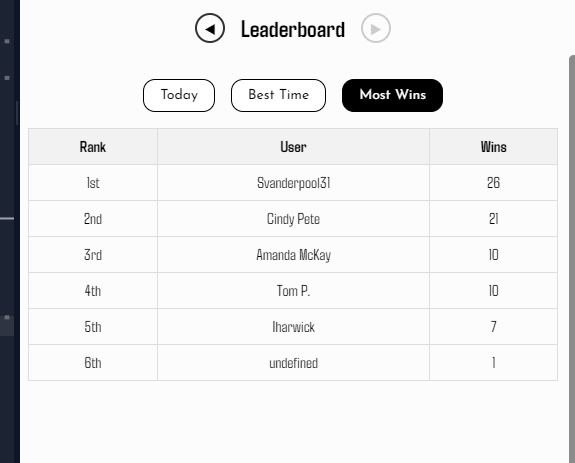 Leaderboard
Today Best Time Most Wins
Rank User Wins
1st Svanderpool31 26
2nd Cindy Pete 21
3rd Amanda McKay 10
4th Tom P. 10
5th lharwick 7
6th undefined 1